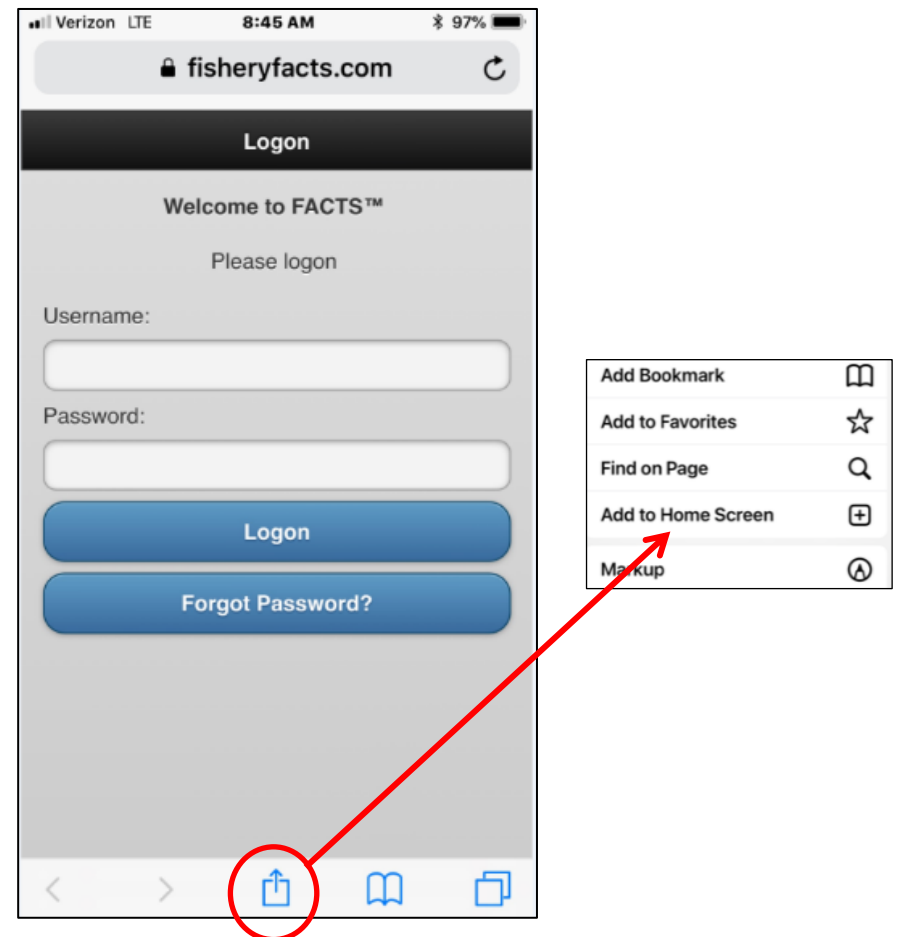 Verizon LTE 8:45 AM 97%
fisheryfacts.com
Logon
Welcome to FACTS™
Please logon
Username:
Password:
Logon
Forgot Password?
Add Bookmark
Add to Favorites
Find on Page
Add to Home Screen
Markup